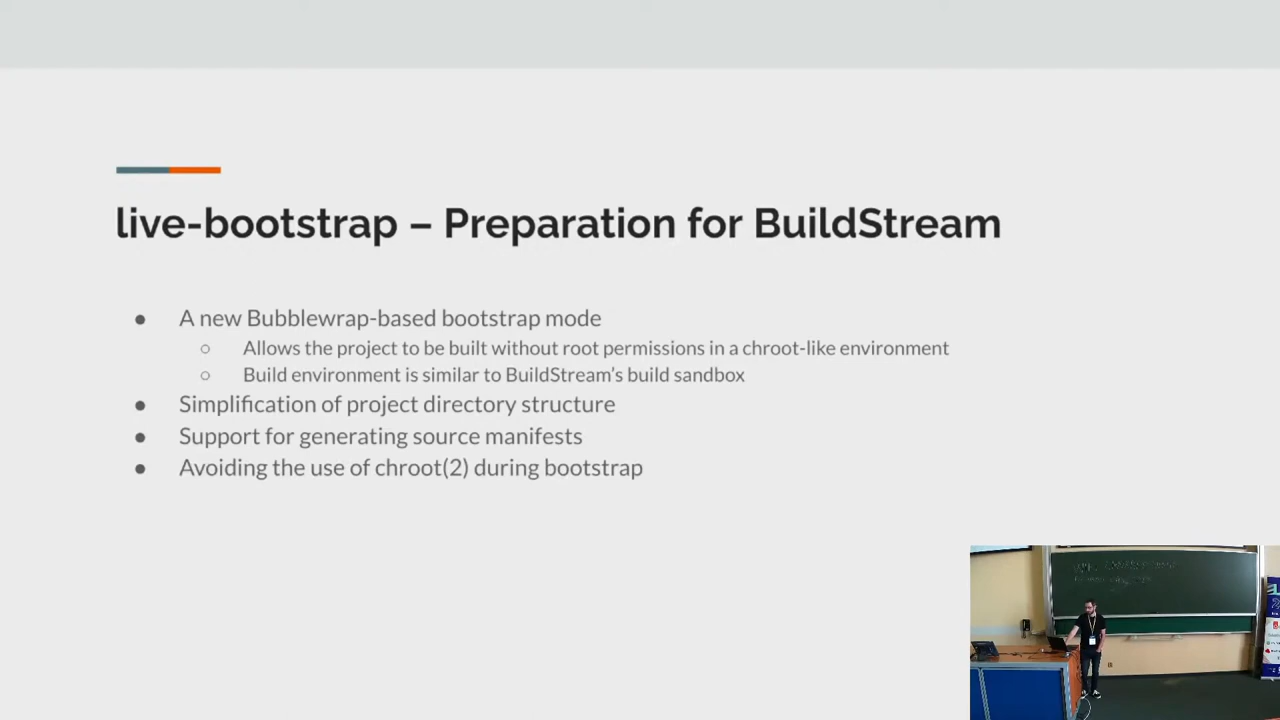 live-bootstrap – Preparation for BuildStream
● A new Bubblewrap-based bootstrap mode
○ Allows the project to be built without root permissions in a chroot-like environment
○ Build environment is similar to BuildStream's build sandbox
● Simplification of project directory structure
● Support for generating source manifests
● Avoiding the use of chroot(2) during bootstrap